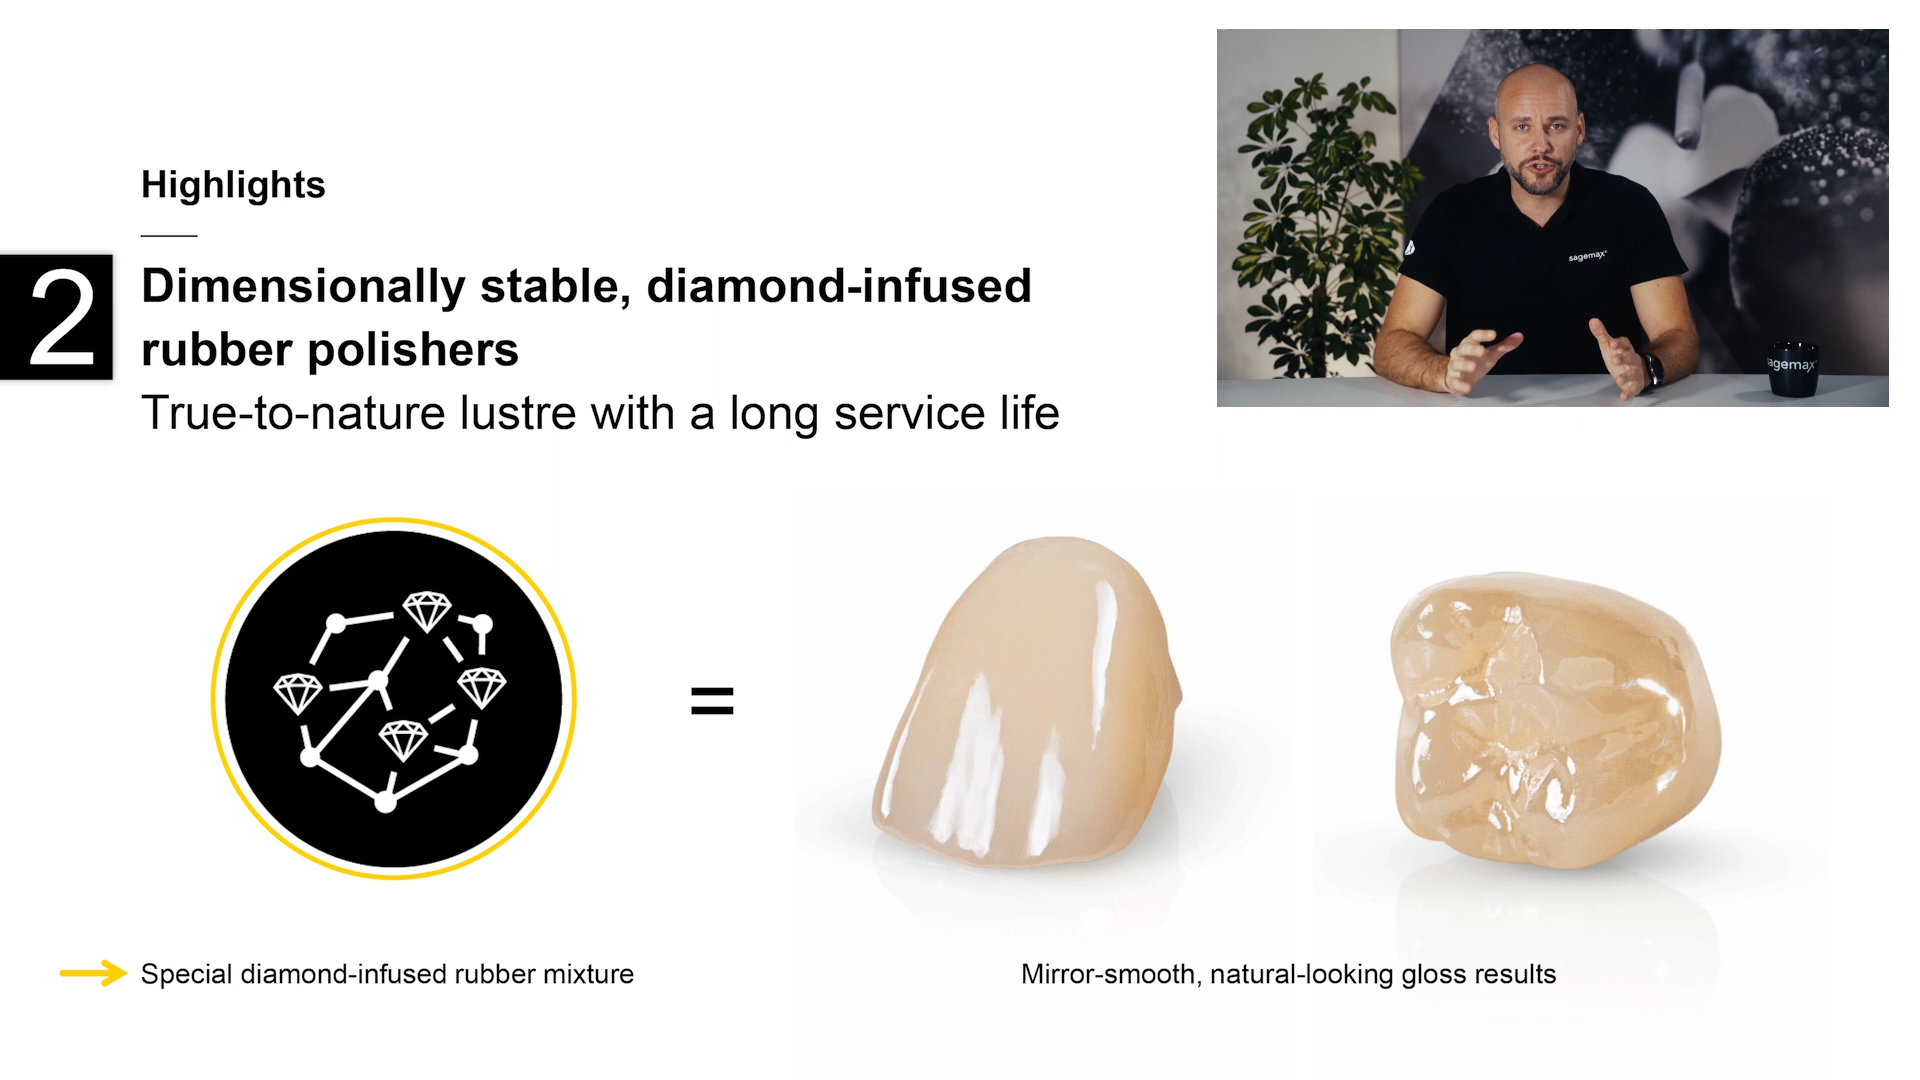 Highlights
2
Dimensionally stable, diamond-infused
rubber polishers
True-to-nature lustre with a long service life
sagemax
agemax
=
Special diamond-infused rubber mixture
Mirror-smooth, natural-looking gloss results